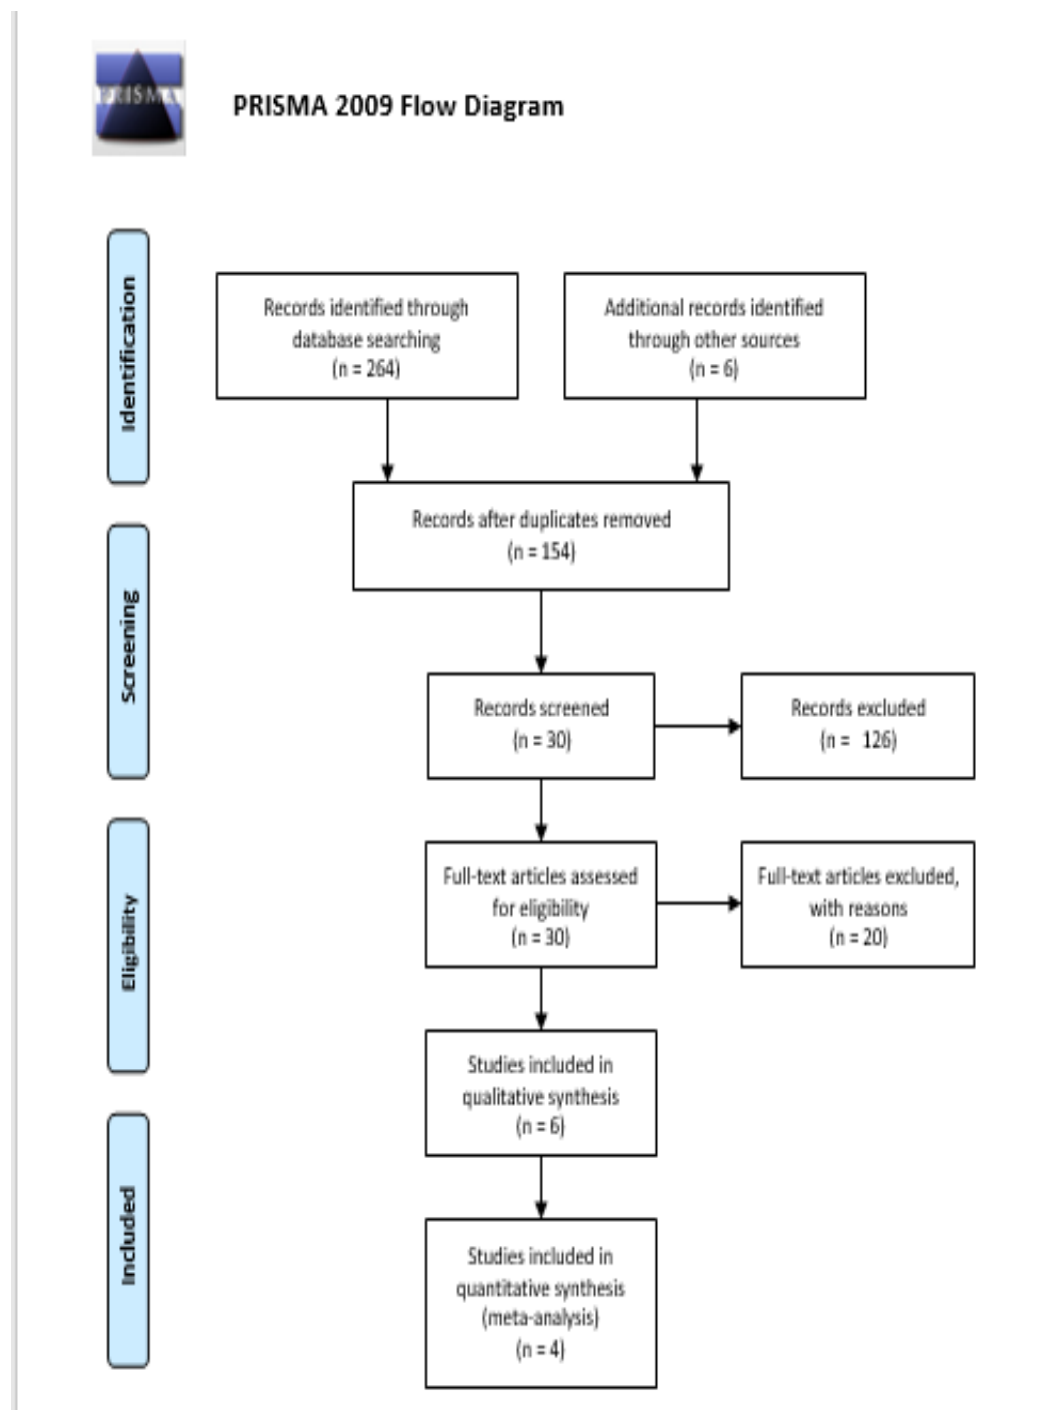 PRISMA
PRISMA 2009 Flow Diagram
Identification
Records identified through
database searching
(n = 264)
Additional records identified
through other sources
(n = 6)
Records after duplicates removed
(n = 154)
Screening
Records screened
(n = 30)
Records excluded
(n = 126)
Eligibility
Full-text articles assessed
for eligibility
(n = 30)
Full-text articles excluded,
with reasons
(n = 20)
Studies included in
qualitative synthesis
(n = 6)
Included
Studies included in
quantitative synthesis
(meta-analysis)
(n = 4)